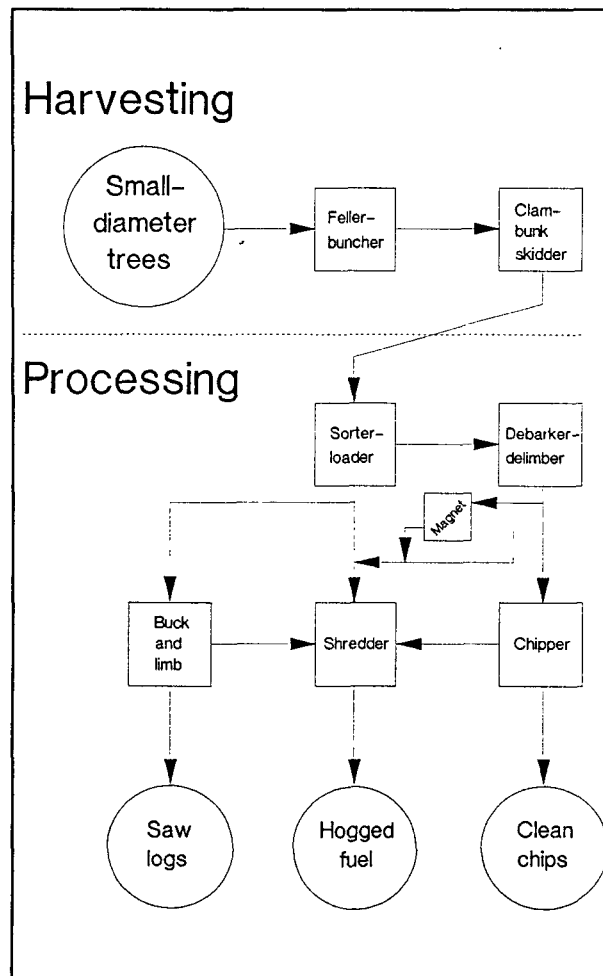 Harvesting
Small-
diameter
trees
Feller-
buncher
Clam-
bunk
skidder
Processing
Sorter-
loader
Debarker-
delimber
Magnet
Buck
and
limb
Shredder
Chipper
Saw
logs
Hogged
fuel
Clean
chips